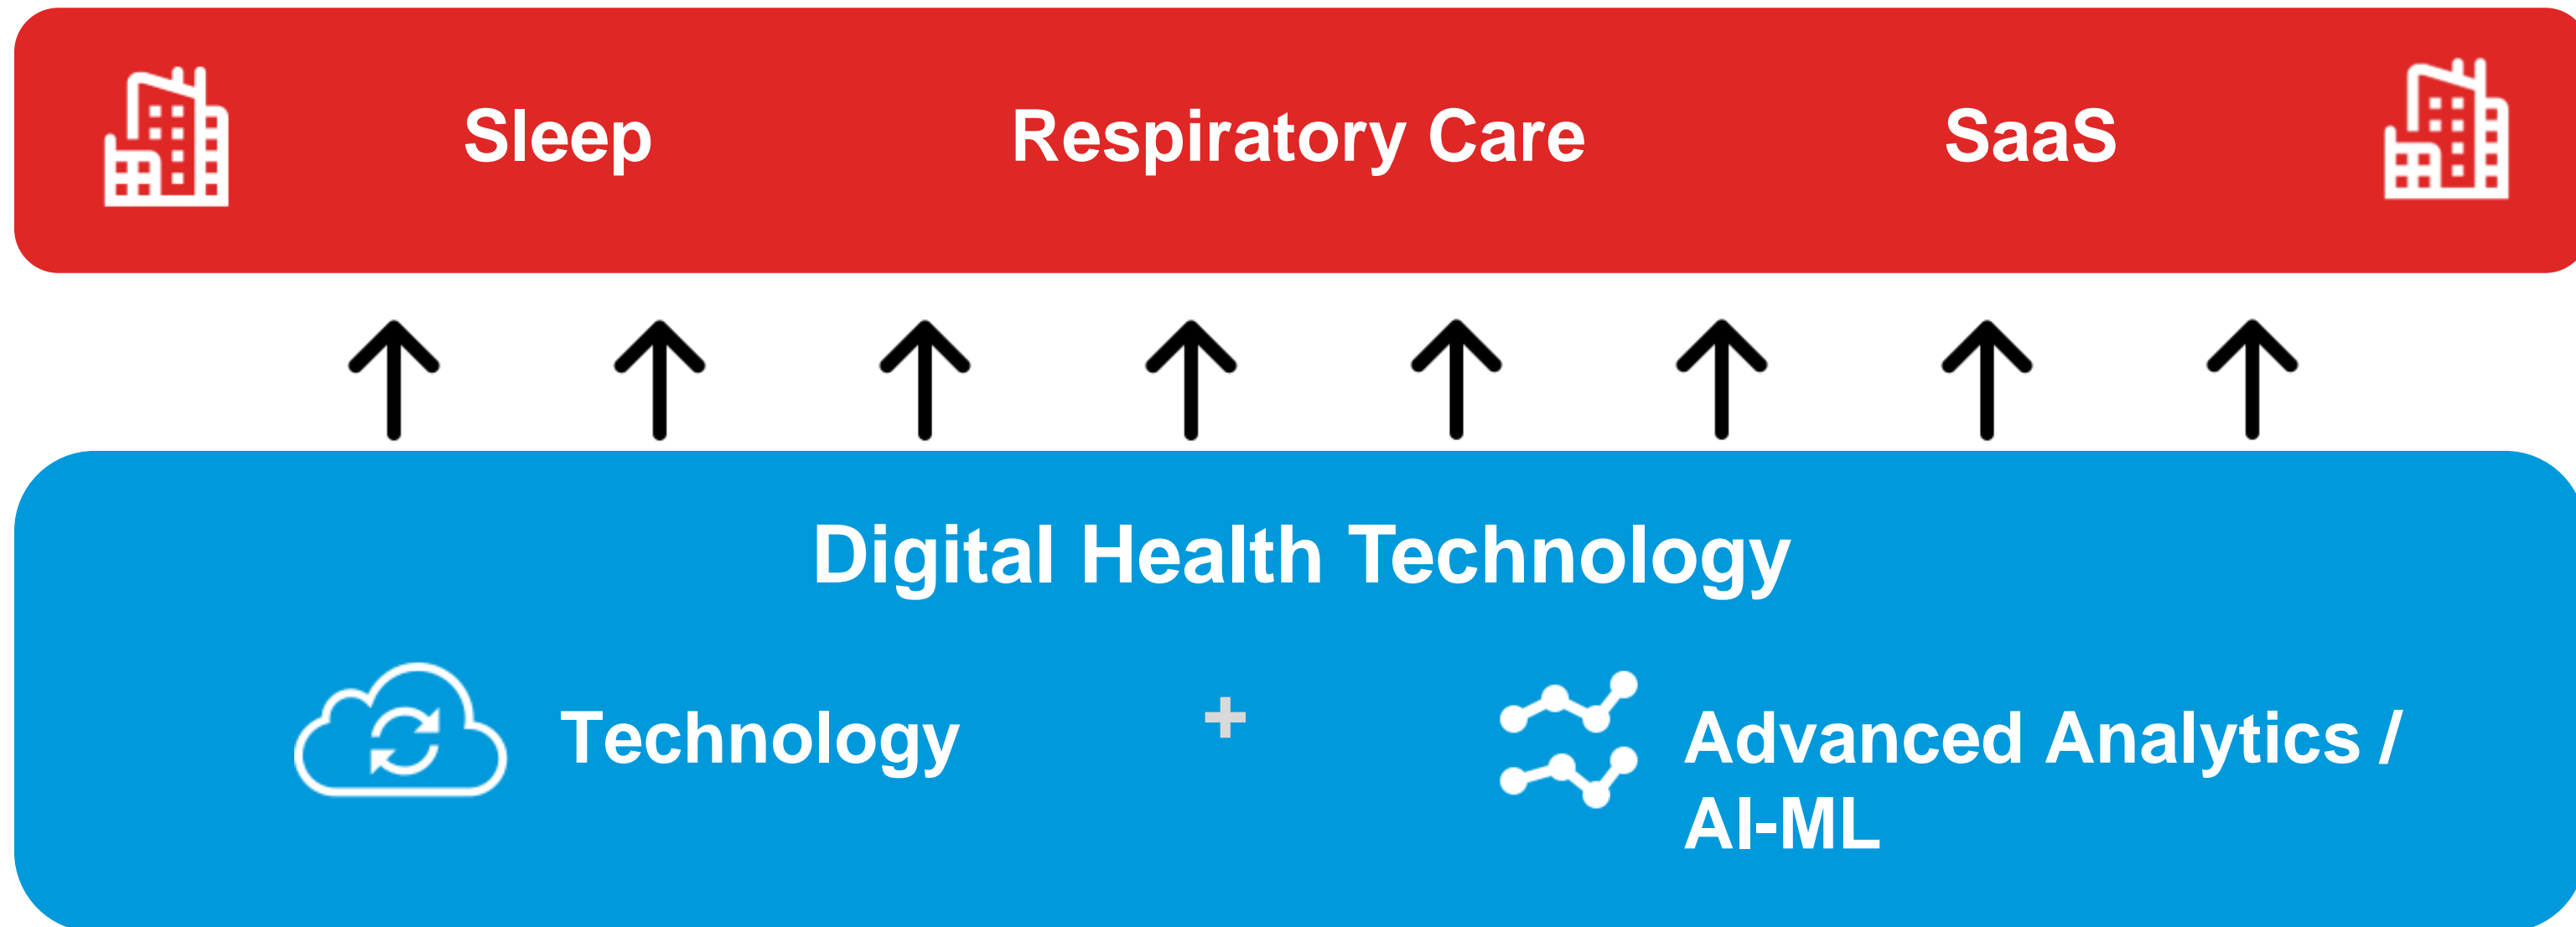 Sleep Respiratory Care SaaS
Digital Health Technology
Technology + Advanced Analytics /
AI-ML